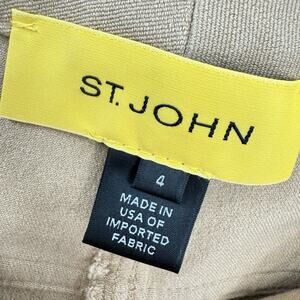 ST. JOHN
4
MADE IN
USA OF
IMPORTED
FABRIC